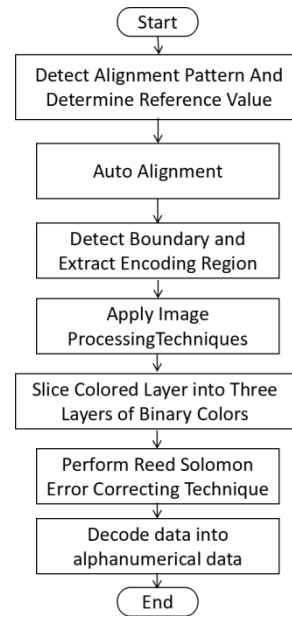 Start
Detect Alignment Pattern And
Determine Reference Value
Auto Alignment
Detect Boundary and
Extract Encoding Region
Apply Image
ProcessingTechniques
Slice Colored Layer into Three
Layers of Binary Colors
Perform Reed Solomon
Error Correcting Technique
Decode data into
alphanumerical data
End